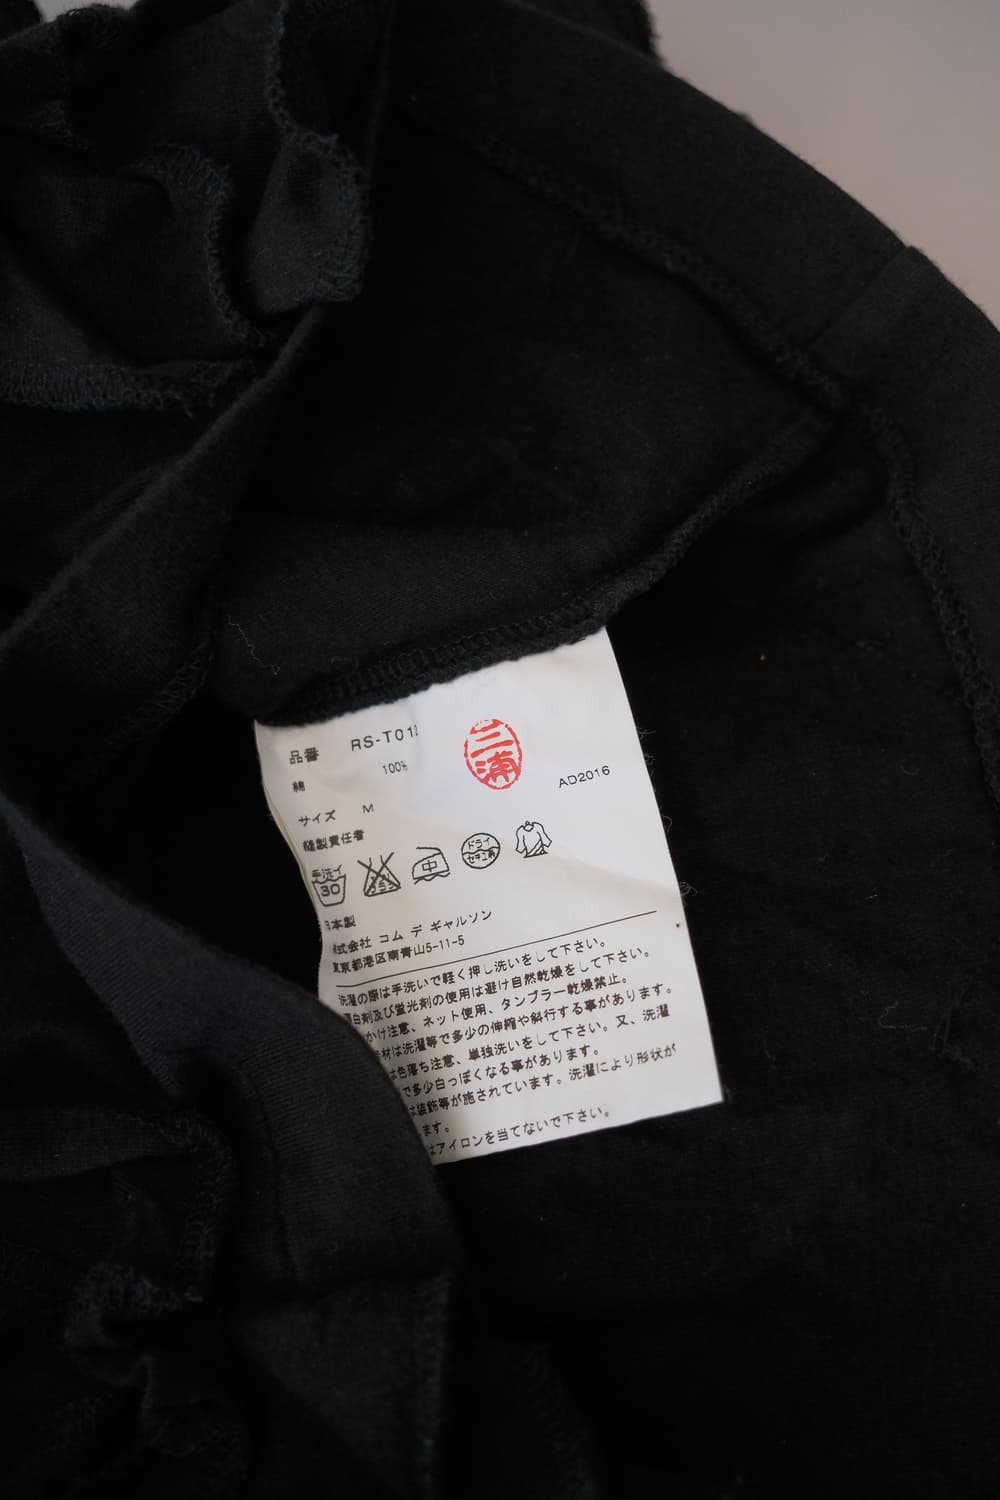 品番 RS-T01
綿 100%
三浦
AD2016
サイズ M
縫製責任者
手洗イ 30
中
ドライ セキユ系
日本製
式会社 コム デ ギャルソン
京都港区南青山5-11-5
洗濯の際は手洗いで軽く押し洗いをして下さい。
白剤及び蛍光剤の使用は避け自然乾燥をして下さい。
かけ注意、ネット使用、タンブラー乾燥禁止。
材は洗濯等で多少の伸縮や斜行する事があります。
は色落ち注意、単独洗いをして下さい。又、洗濯
で多少白っぽくなる事があります。
は装飾等が施されています。洗濯により形状が
ます。
はアイロンを当てないで下さい。